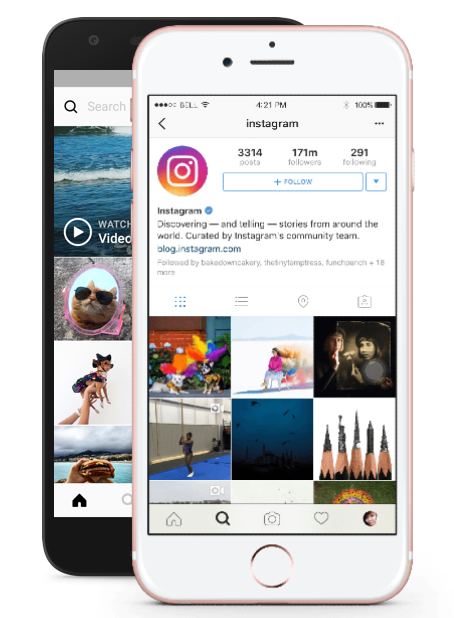 Search
WATCH
Video
●●●○○ BELL 4:21 PM 100%
instagram
3314 171m 291
posts followers following
+ FOLLOW
Instagram
Discovering — and telling — stories from around the
world. Curated by Instagram's community team.
blog.instagram.com
Followed by bakedowncakery, thetinytemptress, funchpunch + 18
more